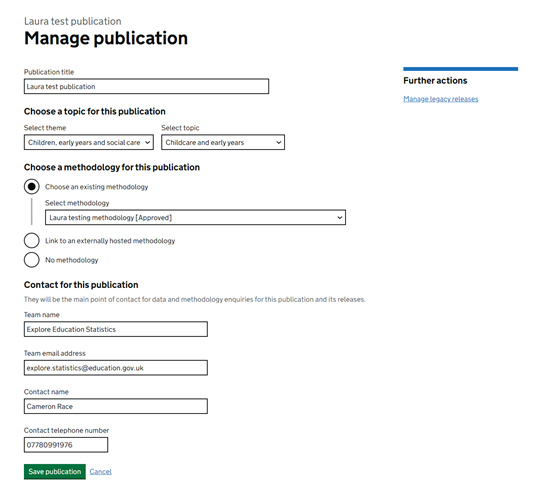 Laura test publication
Manage publication
Publication title
Laura test publication
Choose a topic for this publication
Select theme Select topic
Children, early years and social care Childcare and early years
Choose a methodology for this publication
Choose an existing methodology
Select methodology
Laura testing methodology [Approved]
Link to an externally hosted methodology
No methodology
Contact for this publication
They will be the main point of contact for data and methodology enquiries for this publication and its releases.
Team name
Explore Education Statistics
Team email address
explore.statistics@education.gov.uk
Contact name
Cameron Race
Contact telephone number
07780991976
Save publication Cancel
Further actions
Manage legacy releases